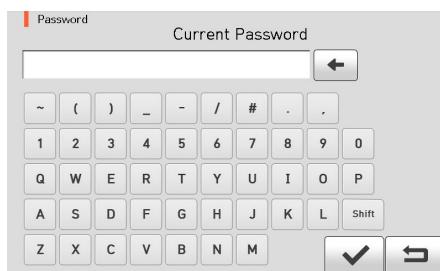 Password
Current Password
~ ( ) _ - / # . ,
1 2 3 4 5 6 7 8 9 0
Q W E R T Y U I O P
A S D F G H J K L Shift
Z X C V B N M